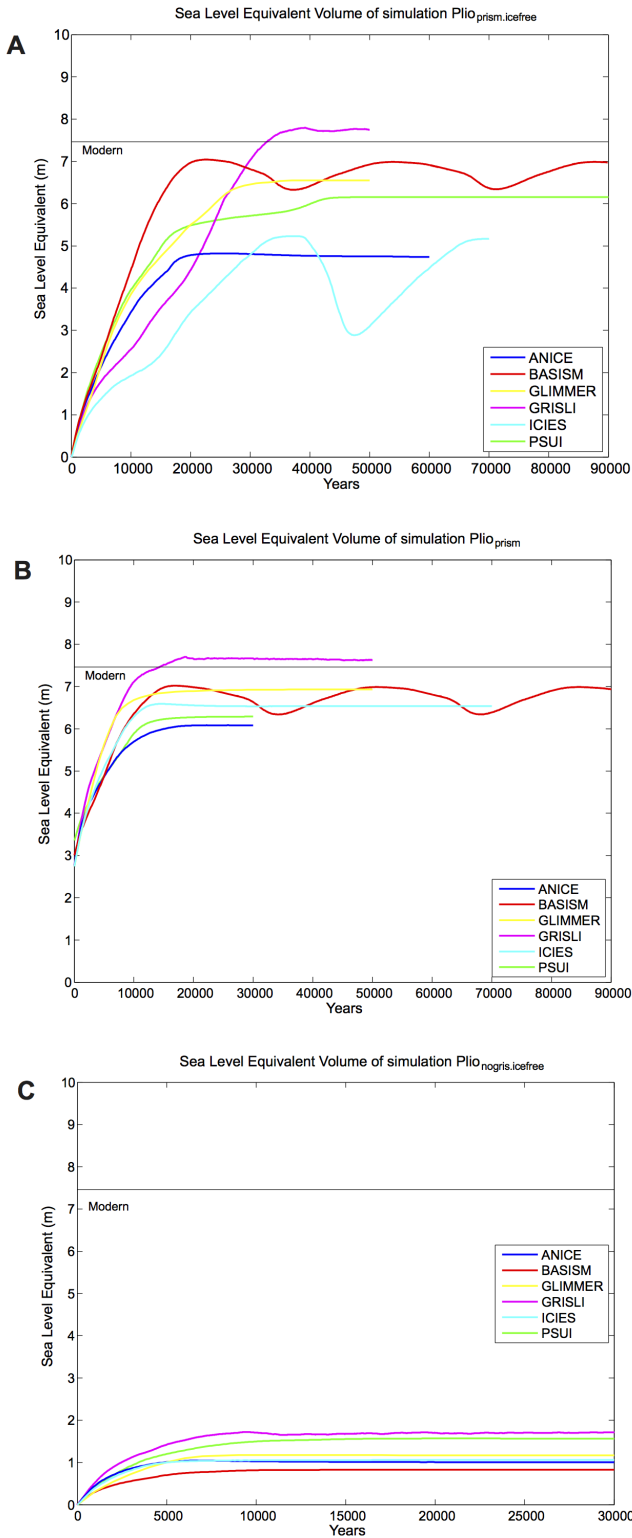 Sea Level Equivalent Volume of simulation Plio prism.icefree
A
10
9
8
7
6
5
4
3
2
1
0
Modern
Sea Level Equivalent (m)
ANICE
BASISM
GLIMMER
GRISLI
ICIES
PSUI
0 10000 20000 30000 40000 50000 60000 70000 80000 90000
Years
Sea Level Equivalent Volume of simulation Plio prism
B
10
9
8
7
6
5
4
3
2
1
0
Modern
Sea Level Equivalent (m)
ANICE
BASISM
GLIMMER
GRISLI
ICIES
PSUI
0 10000 20000 30000 40000 50000 60000 70000 80000 90000
Years
Sea Level Equivalent Volume of simulation Plio nogris.icefree
C
10
9
8
7
6
5
4
3
2
1
0
Modern
Sea Level Equivalent (m)
ANICE
BASISM
GLIMMER
GRISLI
ICIES
PSUI
0 5000 10000 15000 20000 25000 30000
Years